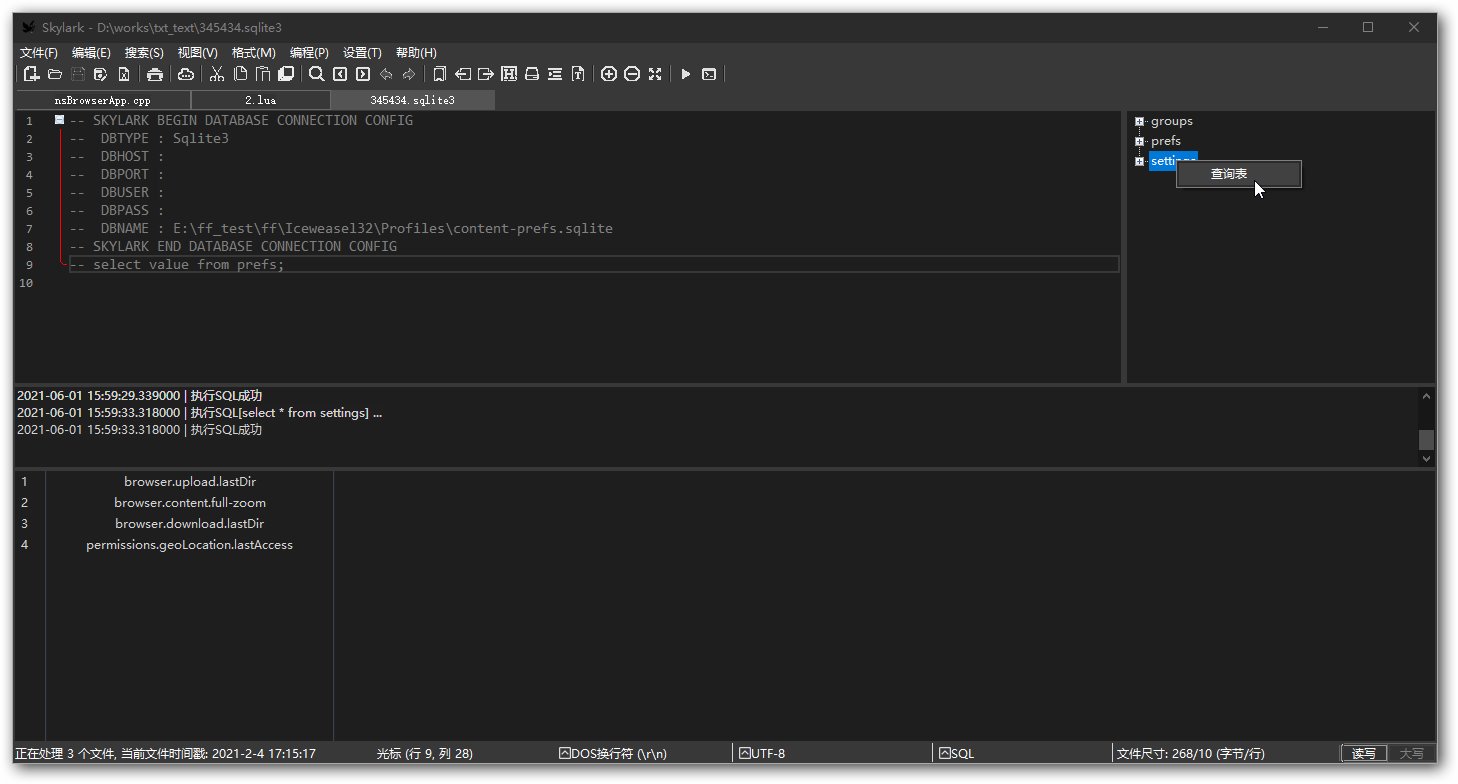 Skylark - D:\works\txt_text\345434.sqlite3
文件(F) 编辑(E) 搜索(S) 视图(V) 格式(M) 编程(P) 设置(T) 帮助(H)
nsBrowserApp.cpp 2.lua 345434.sqlite3
1 -- SKYLARK BEGIN DATABASE CONNECTION CONFIG
2 -- DBTYPE : Sqlite3
3 -- DBHOST :
4 -- DBPORT :
5 -- DBUSER :
6 -- DBPASS :
7 -- DBNAME : E:\ff_test\ff\Iceweasel32\Profiles\content-prefs.sqlite
8 -- SKYLARK END DATABASE CONNECTION CONFIG
9 -- select value from prefs;
10
groups
prefs
settings
查询表
2021-06-01 15:59:29.339000 | 执行SQL成功
2021-06-01 15:59:33.318000 | 执行SQL[select * from settings] ...
2021-06-01 15:59:33.318000 | 执行SQL成功
1 browser.upload.lastDir
2 browser.content.full-zoom
3 browser.download.lastDir
4 permissions.geoLocation.lastAccess
正在处理 3 个文件, 当前文件时间戳: 2021-2-4 17:15:17 光标 (行 9, 列 28) DOS换行符 (\r\n) UTF-8 SQL 文件尺寸: 268/10 (字节/行) 读写 大写